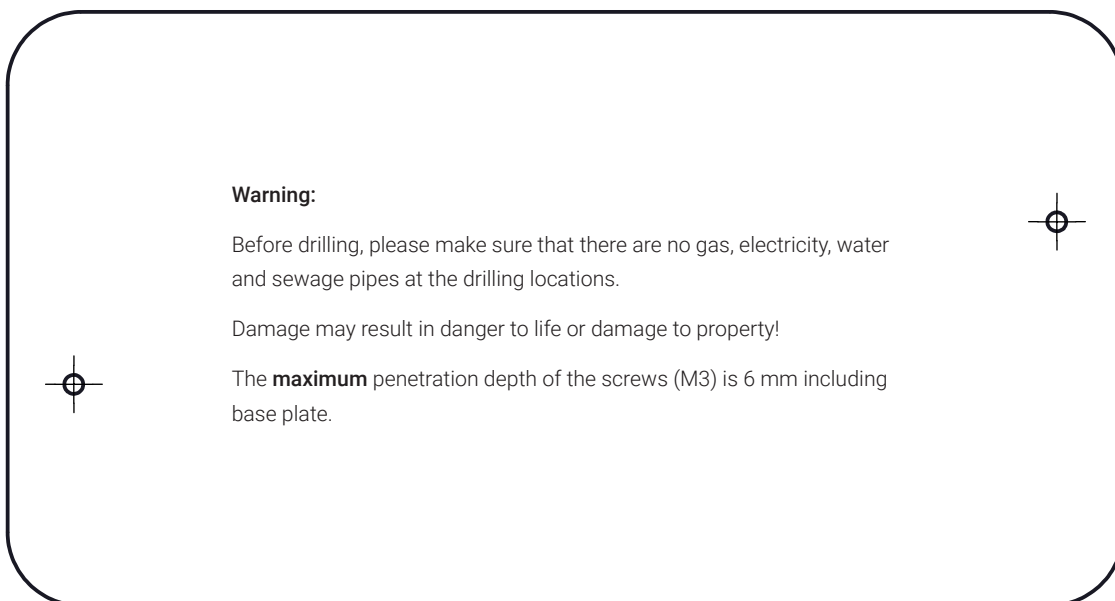 Warning:
Before drilling, please make sure that there are no gas, electricity, water
and sewage pipes at the drilling locations.
Damage may result in danger to life or damage to property!
The maximum penetration depth of the screws (M3) is 6 mm including
base plate.